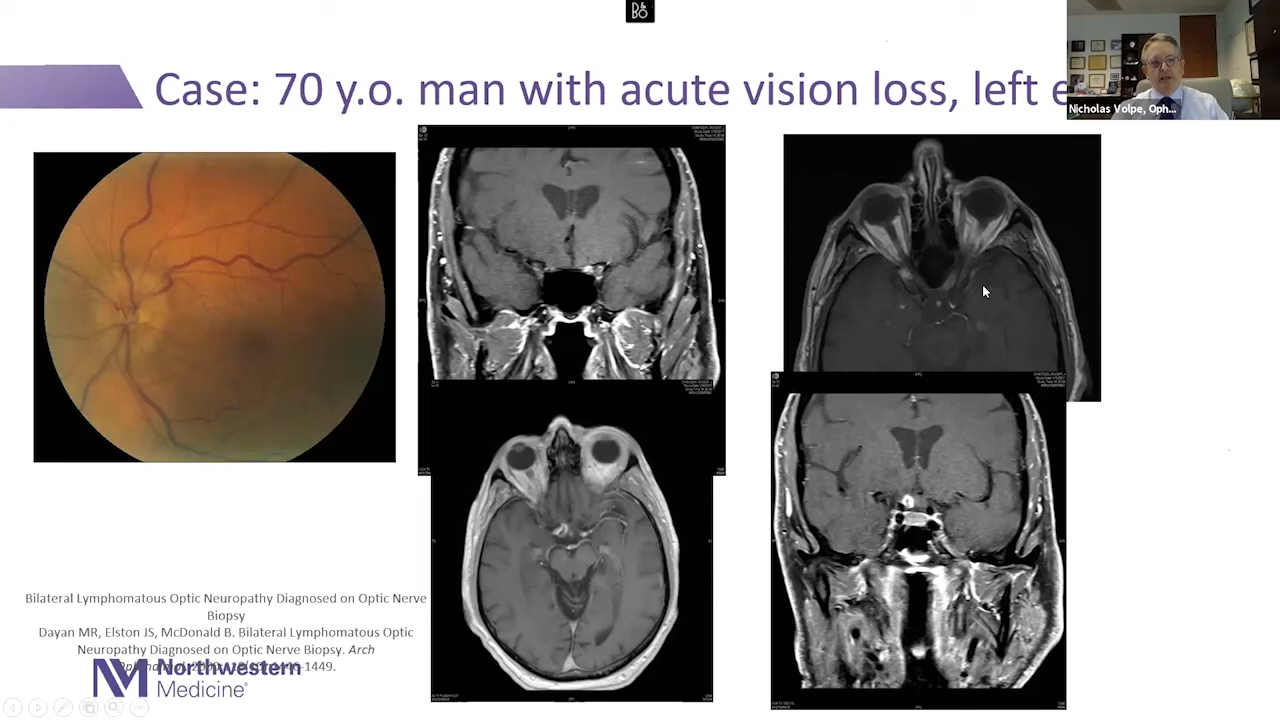 B&O
Case: 70 y.o. man with acute vision loss, left e
Nicholas Volpe, Oph...
Bilateral Lymphomatous Optic Neuropathy Diagnosed on Optic Nerve
Biopsy
Dayan MR, Elston JS, McDonald B. Bilateral Lymphomatous Optic
Neuropathy Diagnosed on Optic Nerve Biopsy. Arch
Northwestern
Medicine®